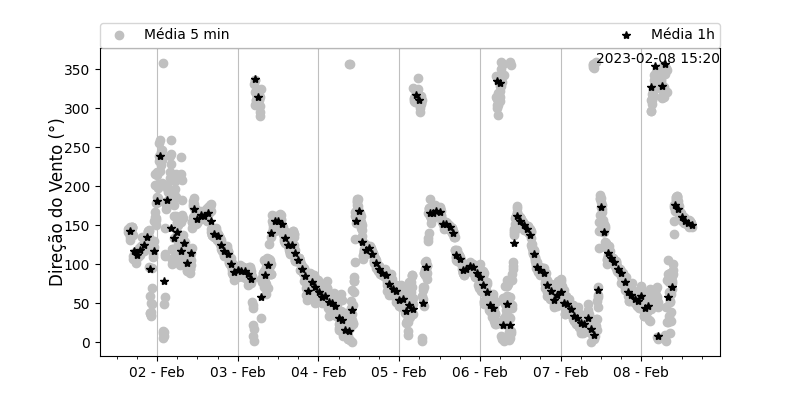 Média 5 min
Média 1h
2023-02-08 15:20
Direção do Vento (°)
350
300
250
200
150
100
50
0
02 - Feb
03 - Feb
04 - Feb
05 - Feb
06 - Feb
07 - Feb
08 - Feb